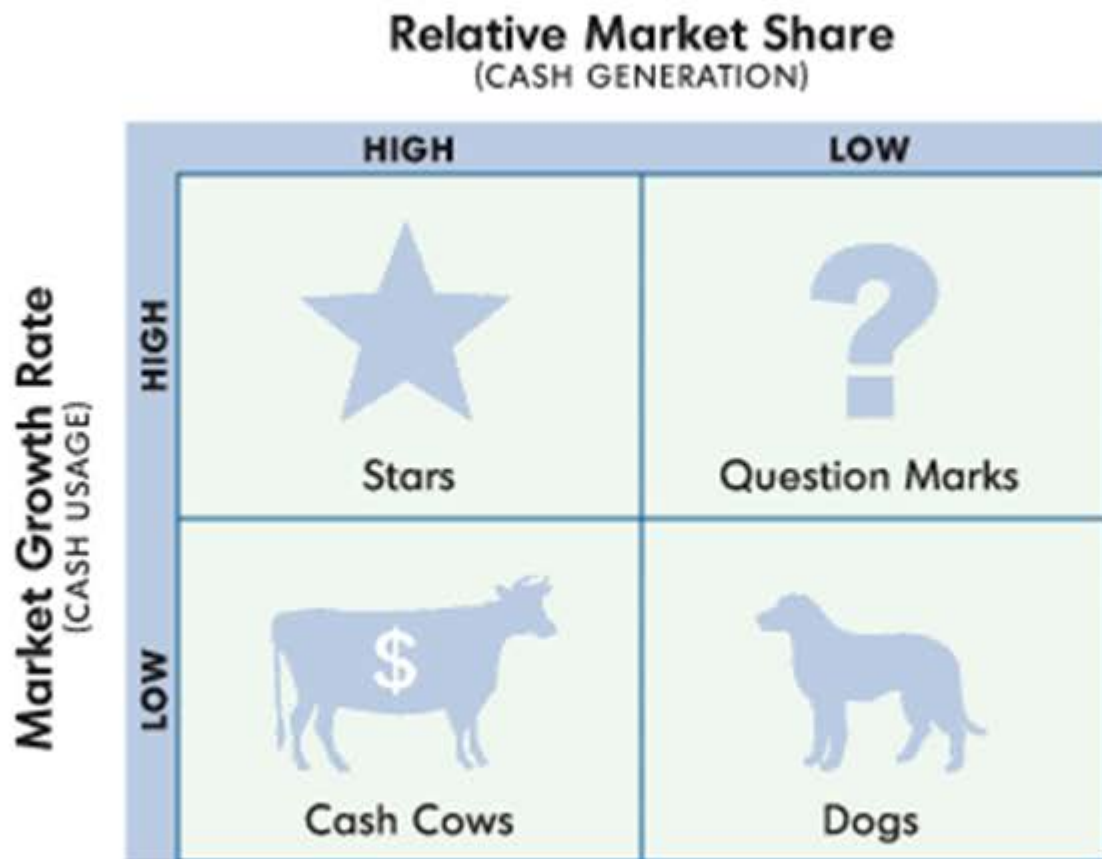 Relative Market Share
(CASH GENERATION)
HIGH
LOW
Market Growth Rate
(CASH USAGE)
HIGH
?
Stars
Question Marks
LOW
$
Cash Cows
Dogs